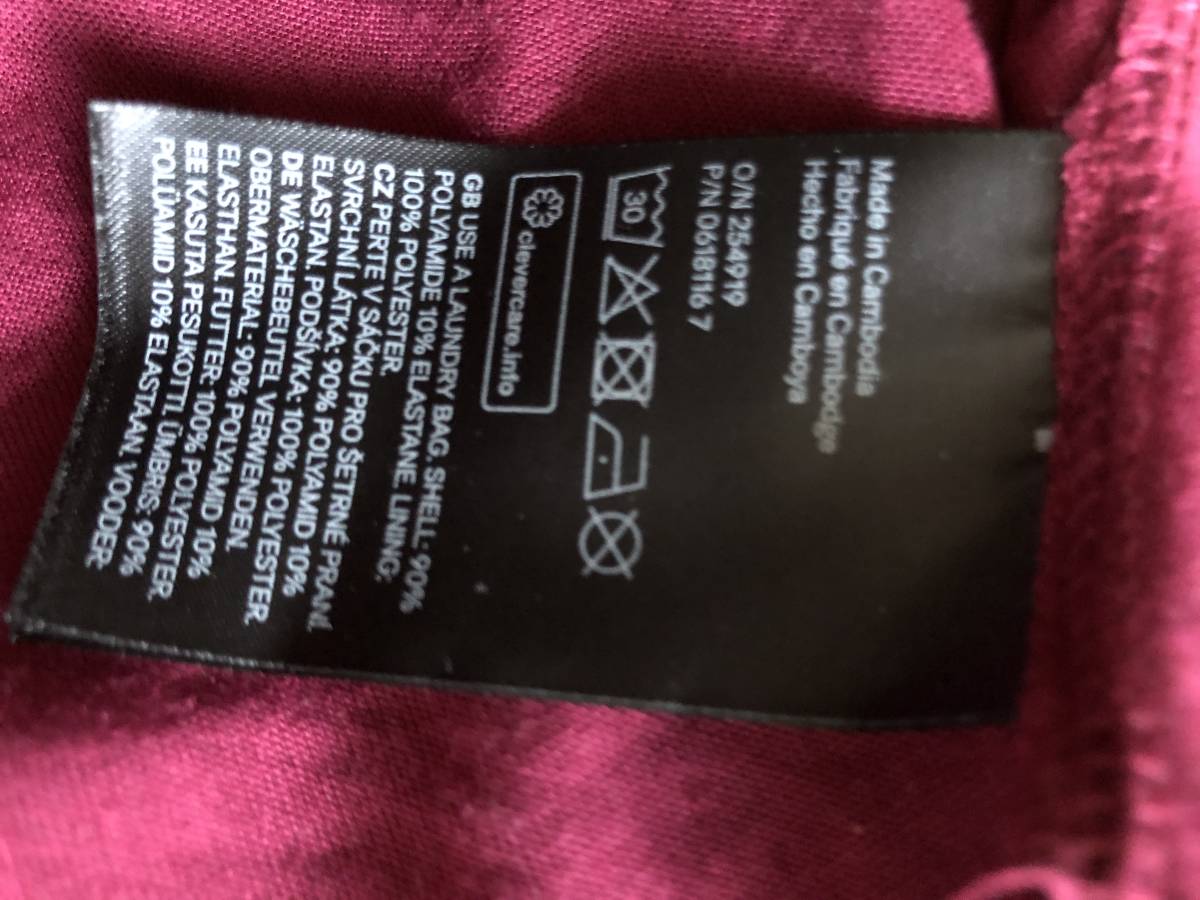 Made in Cambodia
Fabriqué en Cambodge
Hecho en Camboya
O/N 254919
P/N 0618116 7
30
clevercare.info
GB USE A LAUNDRY BAG. SHELL: 90%
POLYAMIDE 10% ELASTANE. LINING:
100% POLYESTER.
CZ PERTE V SÁČKU PRO ŠETRNÉ PRANÍ.
SVRCHNÍ LÁTKA: 90% POLYAMID 10%
ELASTAN. PODŠÍVKA: 100% POLYESTER.
DE WÄSCHEBEUTEL VERWENDEN.
OBERMATERIAL: 90% POLYAMID 10%
ELASTHAN. FUTTER: 100% POLYESTER.
EE KASUTA PESUKOTTI. ÜMBRIS: 90%
POLÜAMID 10% ELASTAAN. VOODER: